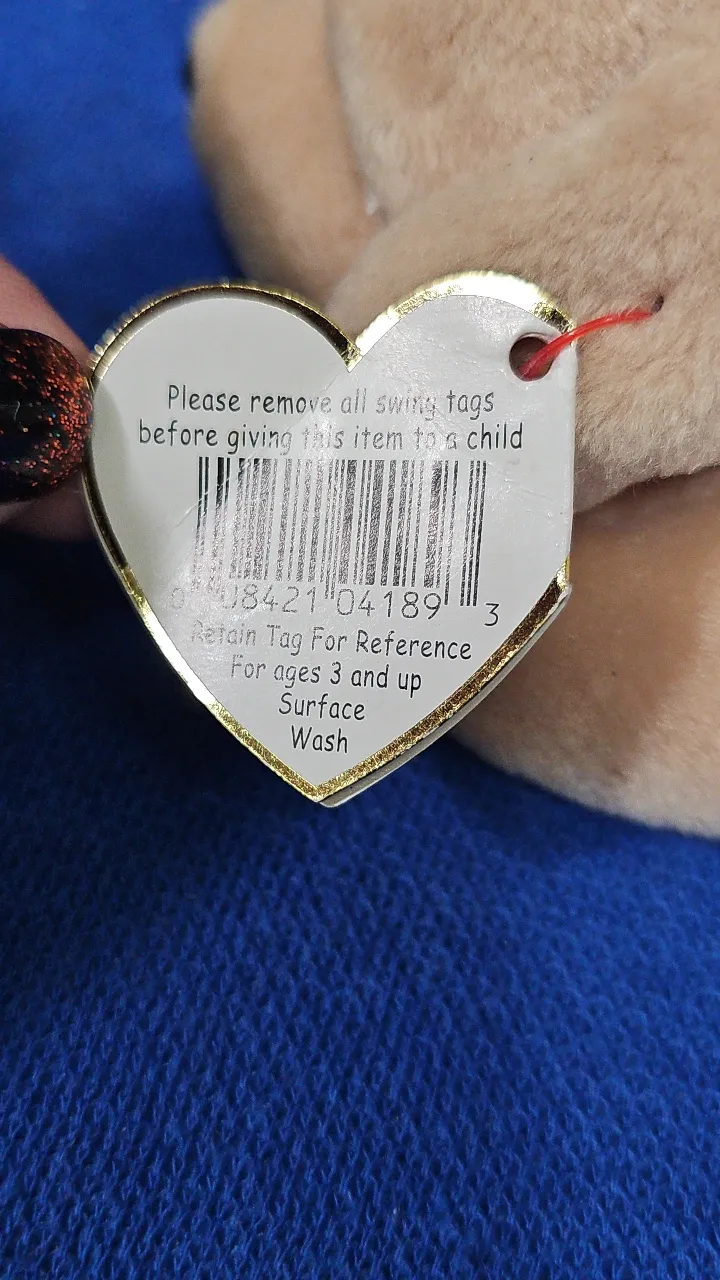 Please remove all swing tags
before giving this item to a child
0 08421 04189 3
Retain Tag For Reference
For ages 3 and up
Surface
Wash